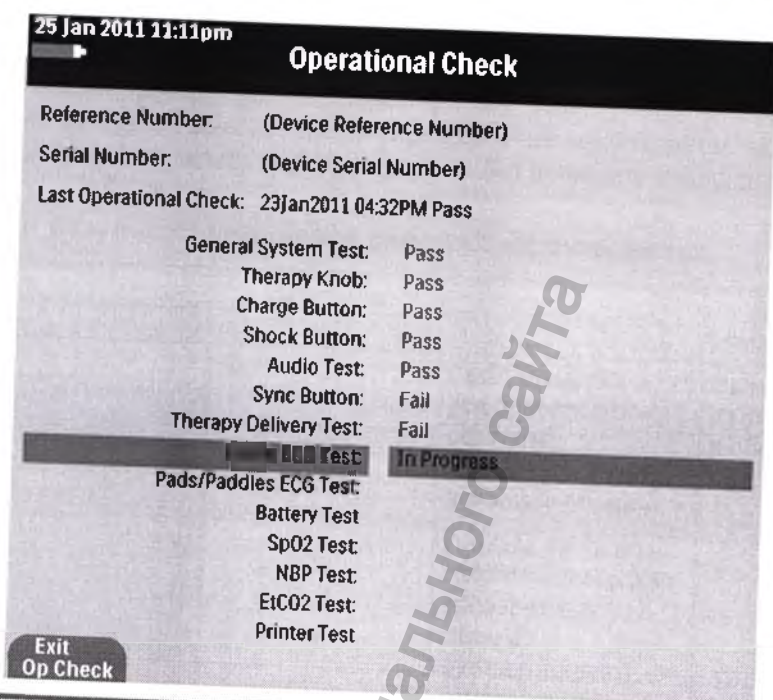 25 Jan 2011 11:11pm
Operational Check
Reference Number: (Device Reference Number)
Serial Number: (Device Serial Number)
Last Operational Check: 23Jan2011 04:32PM Pass
General System Test: Pass
Therapy Knob: Pass
Charge Button: Pass
Shock Button: Pass
Audio Test: Pass
Sync Button: Fail
Therapy Delivery Test: Fail
Test: In Progress
Pads/Paddles ECG Test:
Battery Test
SpO2 Test:
NBP Test:
EtCO2 Test:
Printer Test
Exit
Op Check
сайта